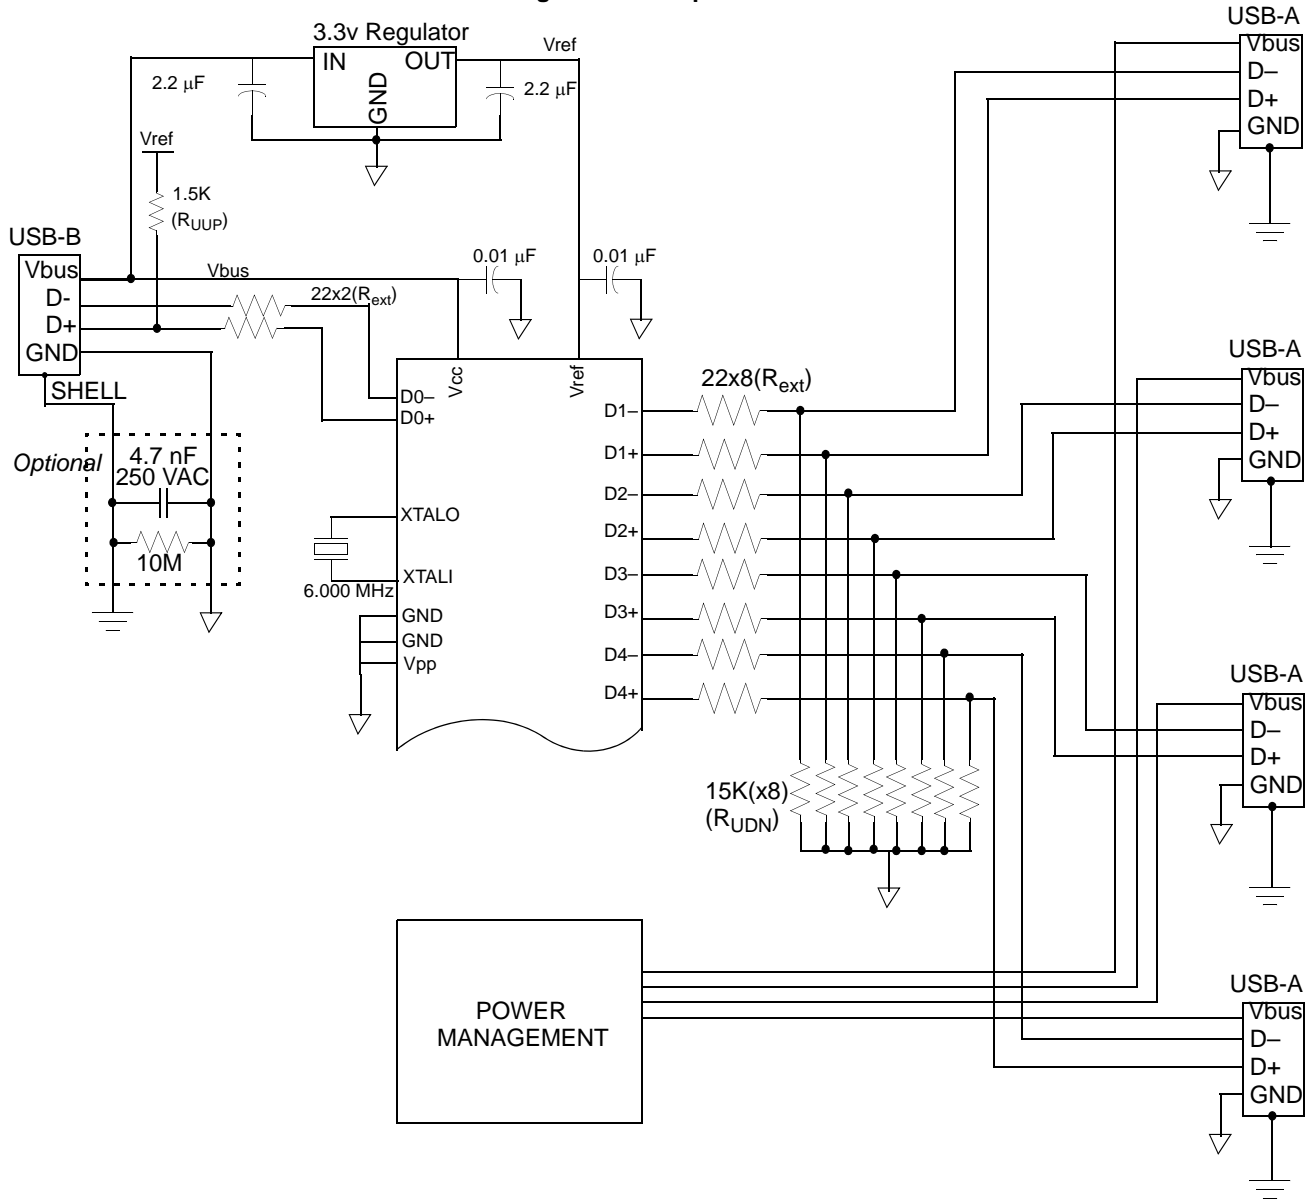 USB-A
3.3v Regulator
Vref
IN
OUT
GND
2.2 µF
2.2 µF
Vbus
D–
D+
GND
Vref
1.5K
(RUUP)
USB-B
Vbus
D-
D+
GND
SHELL
Vbus
22x2(Rext)
0.01 µF
0.01 µF
Optional
4.7 nF
250 VAC
10M
Vcc
Vref
D0–
D0+
XTALO
XTALI
6.000 MHz
GND
GND
Vpp
D1–
D1+
D2–
D2+
D3–
D3+
D4–
D4+
22x8(Rext)
15K(x8)
(RUDN)
USB-A
Vbus
D–
D+
GND
USB-A
Vbus
D–
D+
GND
POWER
MANAGEMENT
USB-A
Vbus
D–
D+
GND